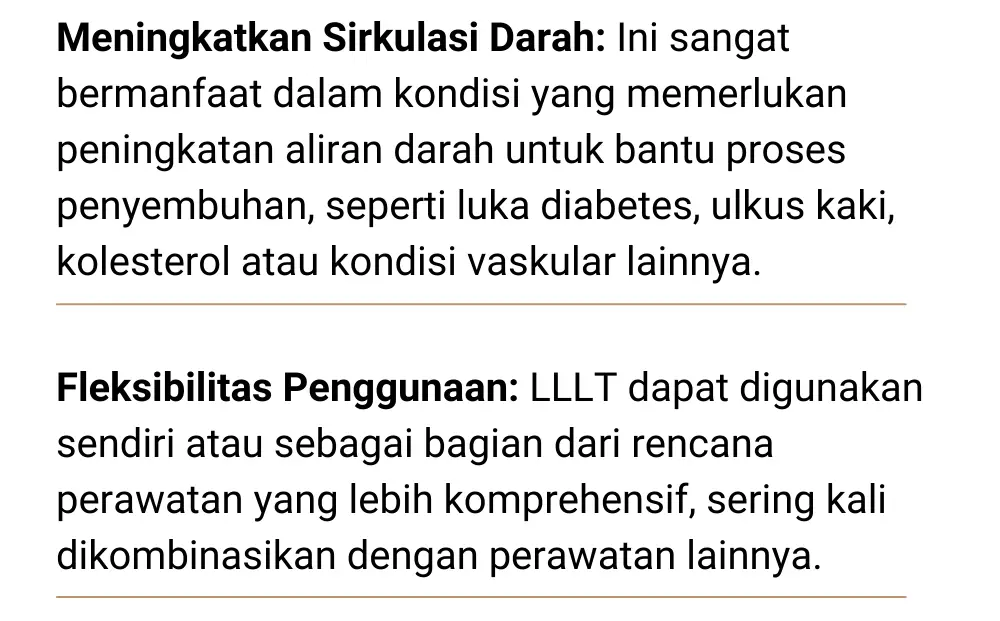 Meningkatkan Sirkulasi Darah: Ini sangat
bermanfaat dalam kondisi yang memerlukan
peningkatan aliran darah untuk bantu proses
penyembuhan, seperti luka diabetes, ulkus kaki,
kolesterol atau kondisi vaskular lainnya.
Fleksibilitas Penggunaan: LLLT dapat digunakan
sendiri atau sebagai bagian dari rencana
perawatan yang lebih komprehensif, sering kali
dikombinasikan dengan perawatan lainnya.